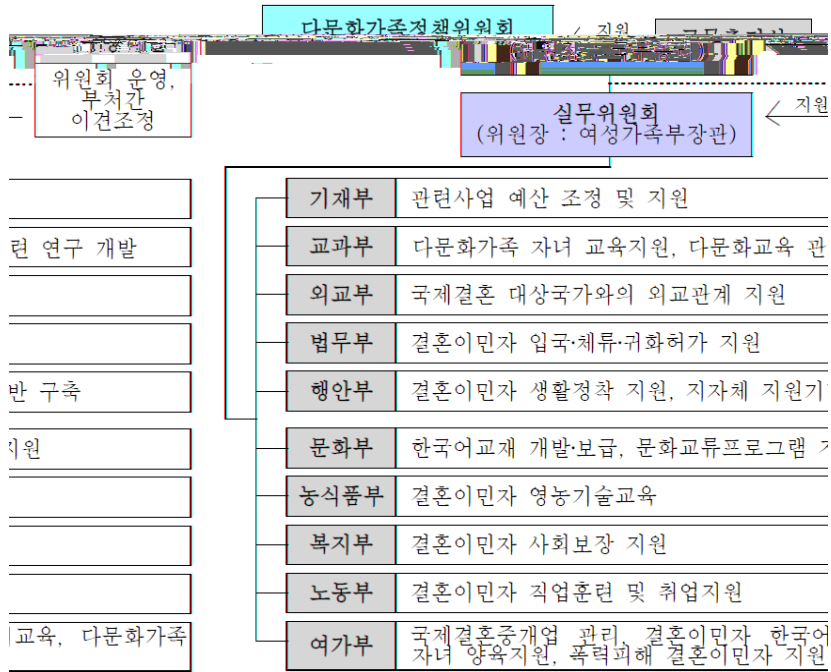 다문화가족정책위원회
지원
위원회 운영,
부처간
이견조정
실무위원회
(위원장 : 여성가족부장관)
지원
기재부 관련사업 예산 조정 및 지원
련 연구 개발
교과부 다문화가족 자녀 교육지원, 다문화교육 관
외교부 국제결혼 대상국가와의 외교관계 지원
법무부 결혼이민자 입국·체류·귀화허가 지원
반 구축
행안부 결혼이민자 생활정착 지원, 지자체 지원기
지원
문화부 한국어교재 개발·보급, 문화교류프로그램
농식품부 결혼이민자 영농기술교육
복지부 결혼이민자 사회보장 지원
노동부 결혼이민자 직업훈련 및 취업지원
교육, 다문화가족
여가부 국제결혼중개업 관리, 결혼이민자 한국어
자녀 양육지원, 폭력피해 결혼이민자 지원